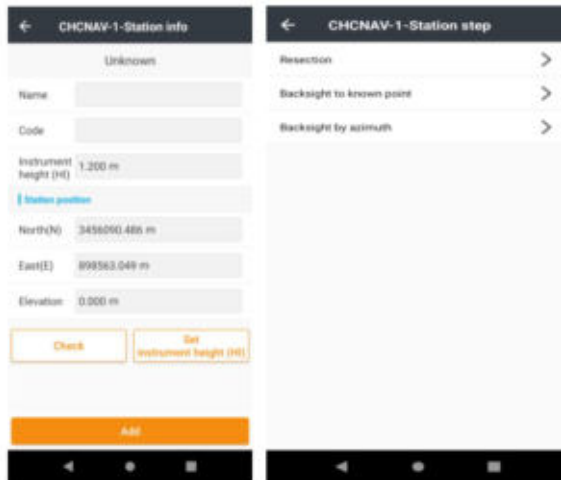 CHCNAV-1-Station info
Unknown
Name
Code
Instrument
height (HI)
1.200 m
Station position
North(N)
3456090.486 m
East(E)
898563.049 m
Elevation
0.000 m
Check
Set
instrument height (HI)
Add
CHCNAV-1-Station step
Resection
Backsight to known point
Backsight by azimuth